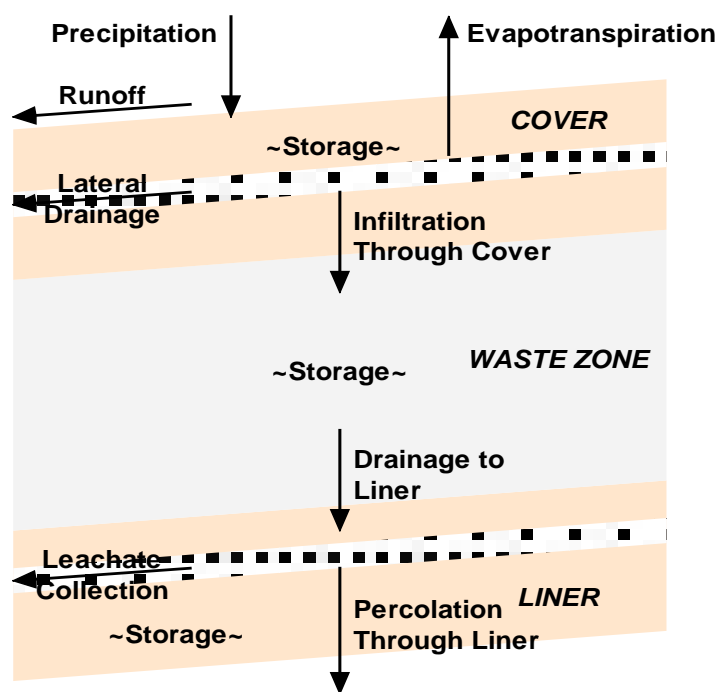 Precipitation
Evapotranspiration
Runoff
COVER
~Storage~
Lateral
Drainage
Infiltration
Through Cover
WASTE ZONE
~Storage~
Drainage to
Liner
Leachate
Collection
Percolation
Through Liner
LINER
~Storage~